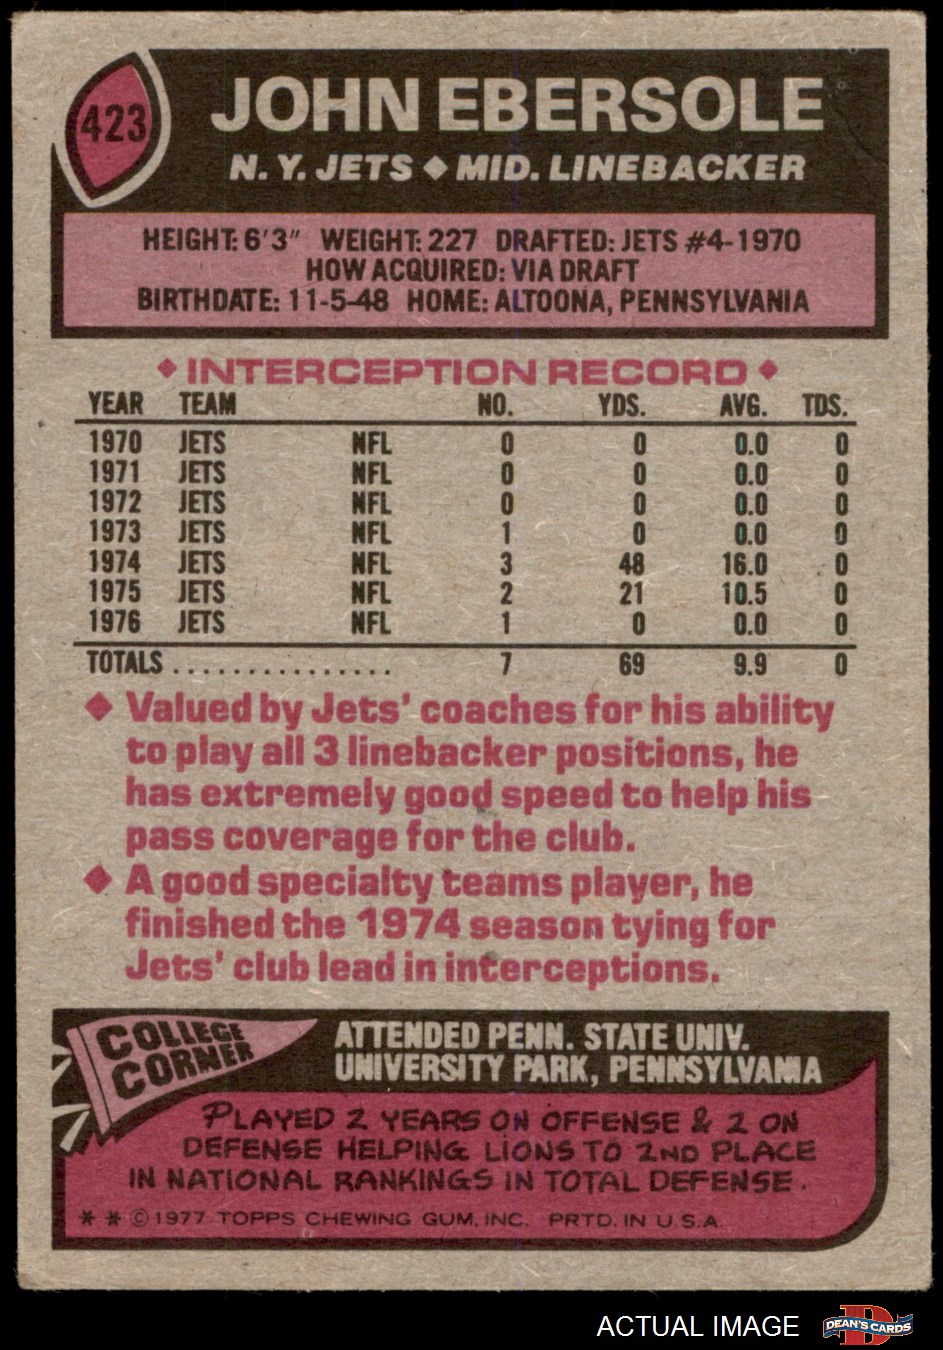 423
JOHN EBERSOLE
N.Y. JETS ◆ MID. LINEBACKER
HEIGHT: 6'3" WEIGHT: 227 DRAFTED: JETS #4-1970
HOW ACQUIRED: VIA DRAFT
BIRTHDATE: 11-5-48 HOME: ALTOONA, PENNSYLVANIA
◆ INTERCEPTION RECORD ◆
YEAR TEAM NO. YDS. AVG. TDS.
1970 JETS NFL 0 0 0.0 0
1971 JETS NFL 0 0 0.0 0
1972 JETS NFL 0 0 0.0 0
1973 JETS NFL 1 0 0.0 0
1974 JETS NFL 3 48 16.0 0
1975 JETS NFL 2 21 10.5 0
1976 JETS NFL 1 0 0.0 0
TOTALS ................ 7 69 9.9 0
◆ Valued by Jets' coaches for his ability
to play all 3 linebacker positions, he
has extremely good speed to help his
pass coverage for the club.
◆ A good specialty teams player, he
finished the 1974 season tying for
Jets' club lead in interceptions.
COLLEGE
CORNER
ATTENDED PENN. STATE UNIV.
UNIVERSITY PARK, PENNSYLVANIA
PLAYED 2 YEARS ON OFFENSE & 2 ON
DEFENSE HELPING LIONS TO 2ND PLACE
IN NATIONAL RANKINGS IN TOTAL DEFENSE.
* * © 1977 TOPPS CHEWING GUM, INC. PRTD. IN U.S.A.
ACTUAL IMAGE
DEAN'S CARDS